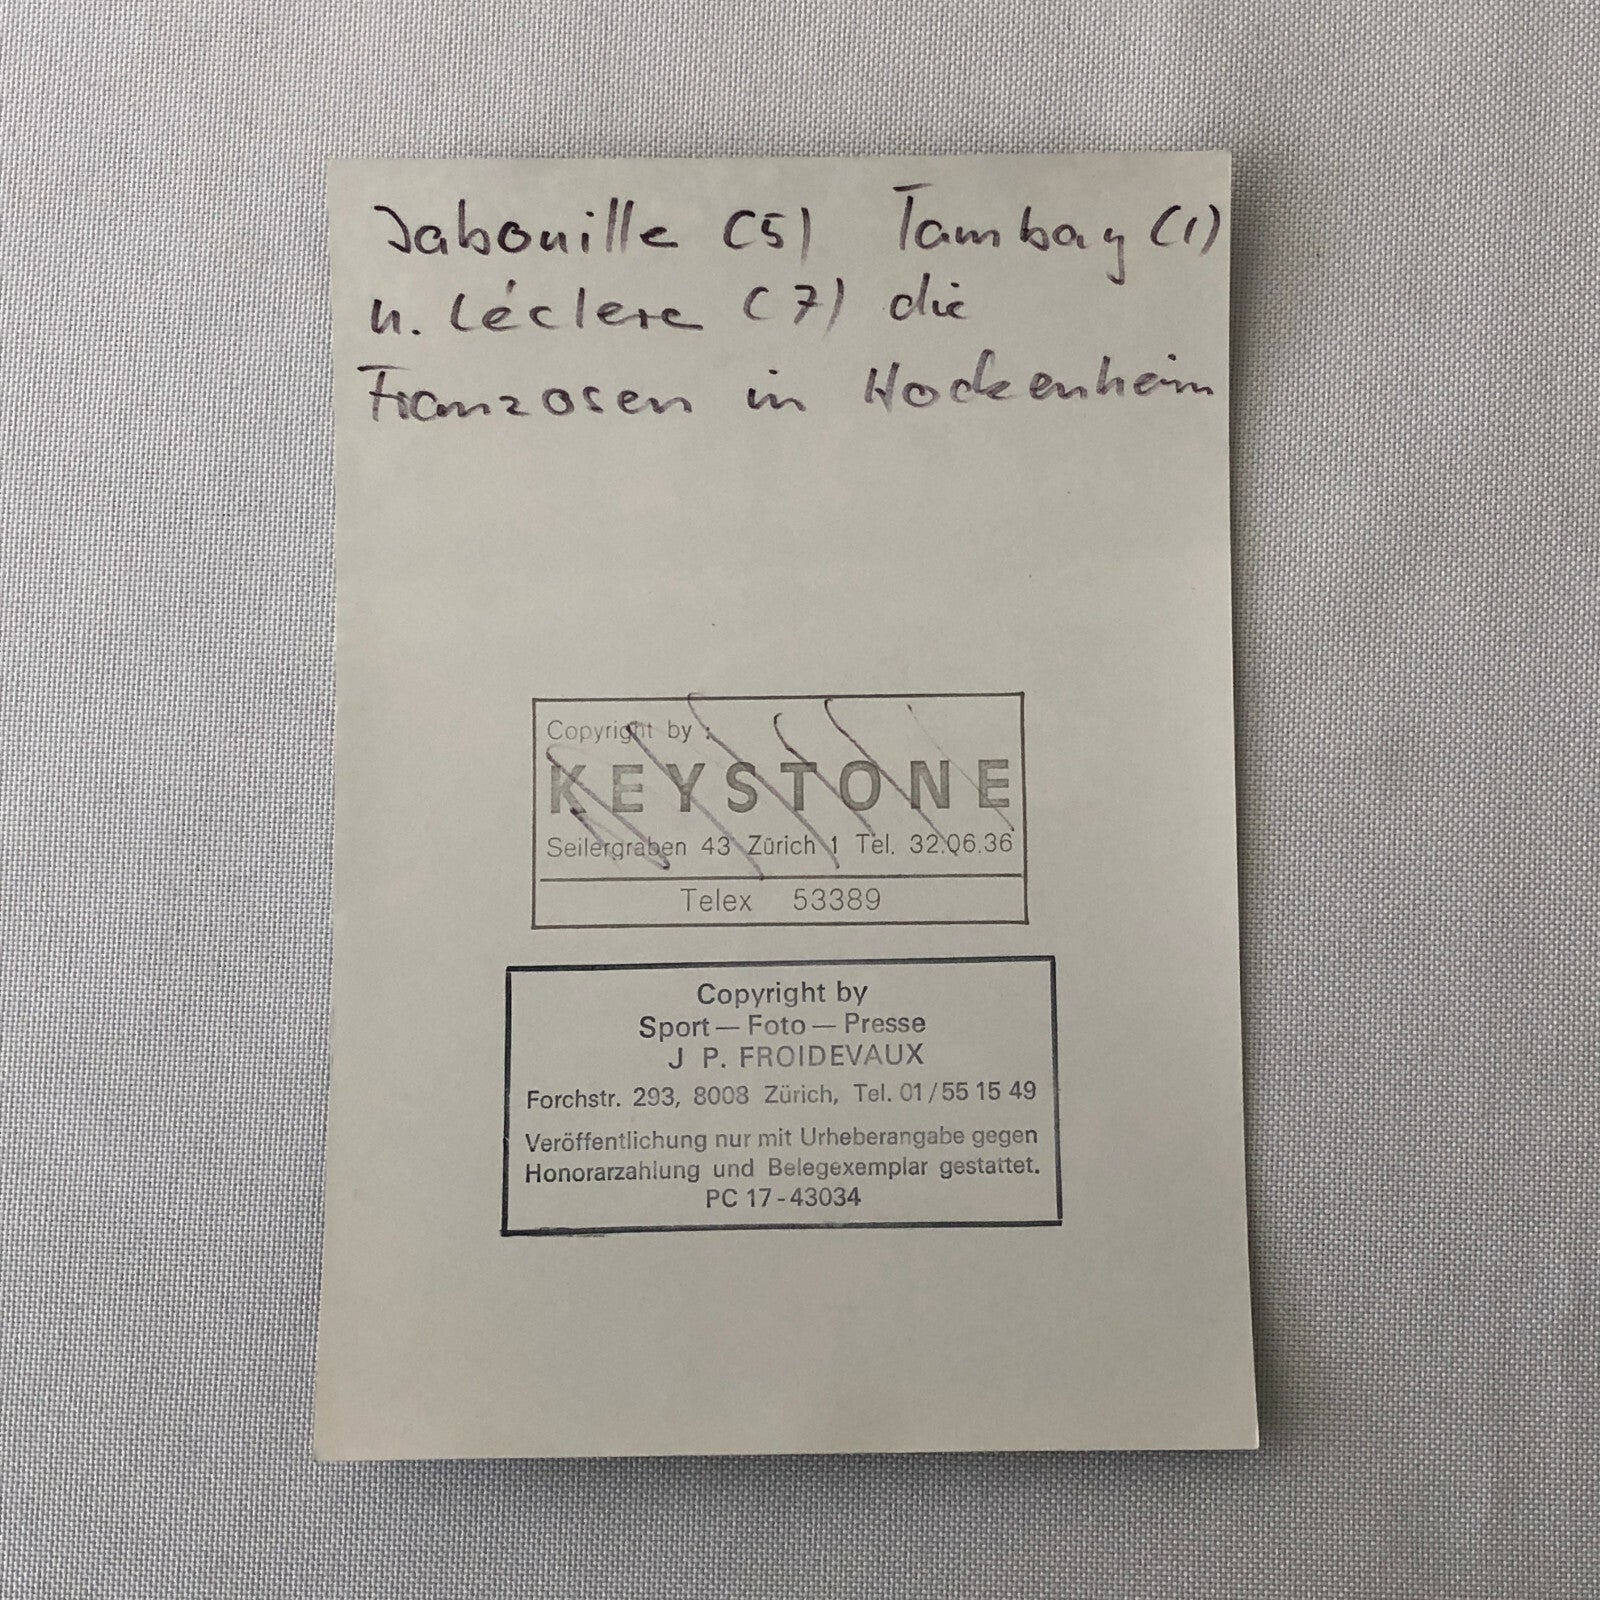 Jabouille (5) Tambay (1)
u. Léclere (7) die
Franzosen in Hockenheim
Copyright by :
KEYSTONE
Seilergraben 43 Zürich 1 Tel. 32.06.36
Telex 53389
Copyright by
Sport — Foto — Presse
J P. FROIDEVAUX
Forchstr. 293, 8008 Zürich, Tel. 01/55 15 49
Veröffentlichung nur mit Urheberangabe gegen
Honorarzahlung und Belegexemplar gestattet.
PC 17-43034